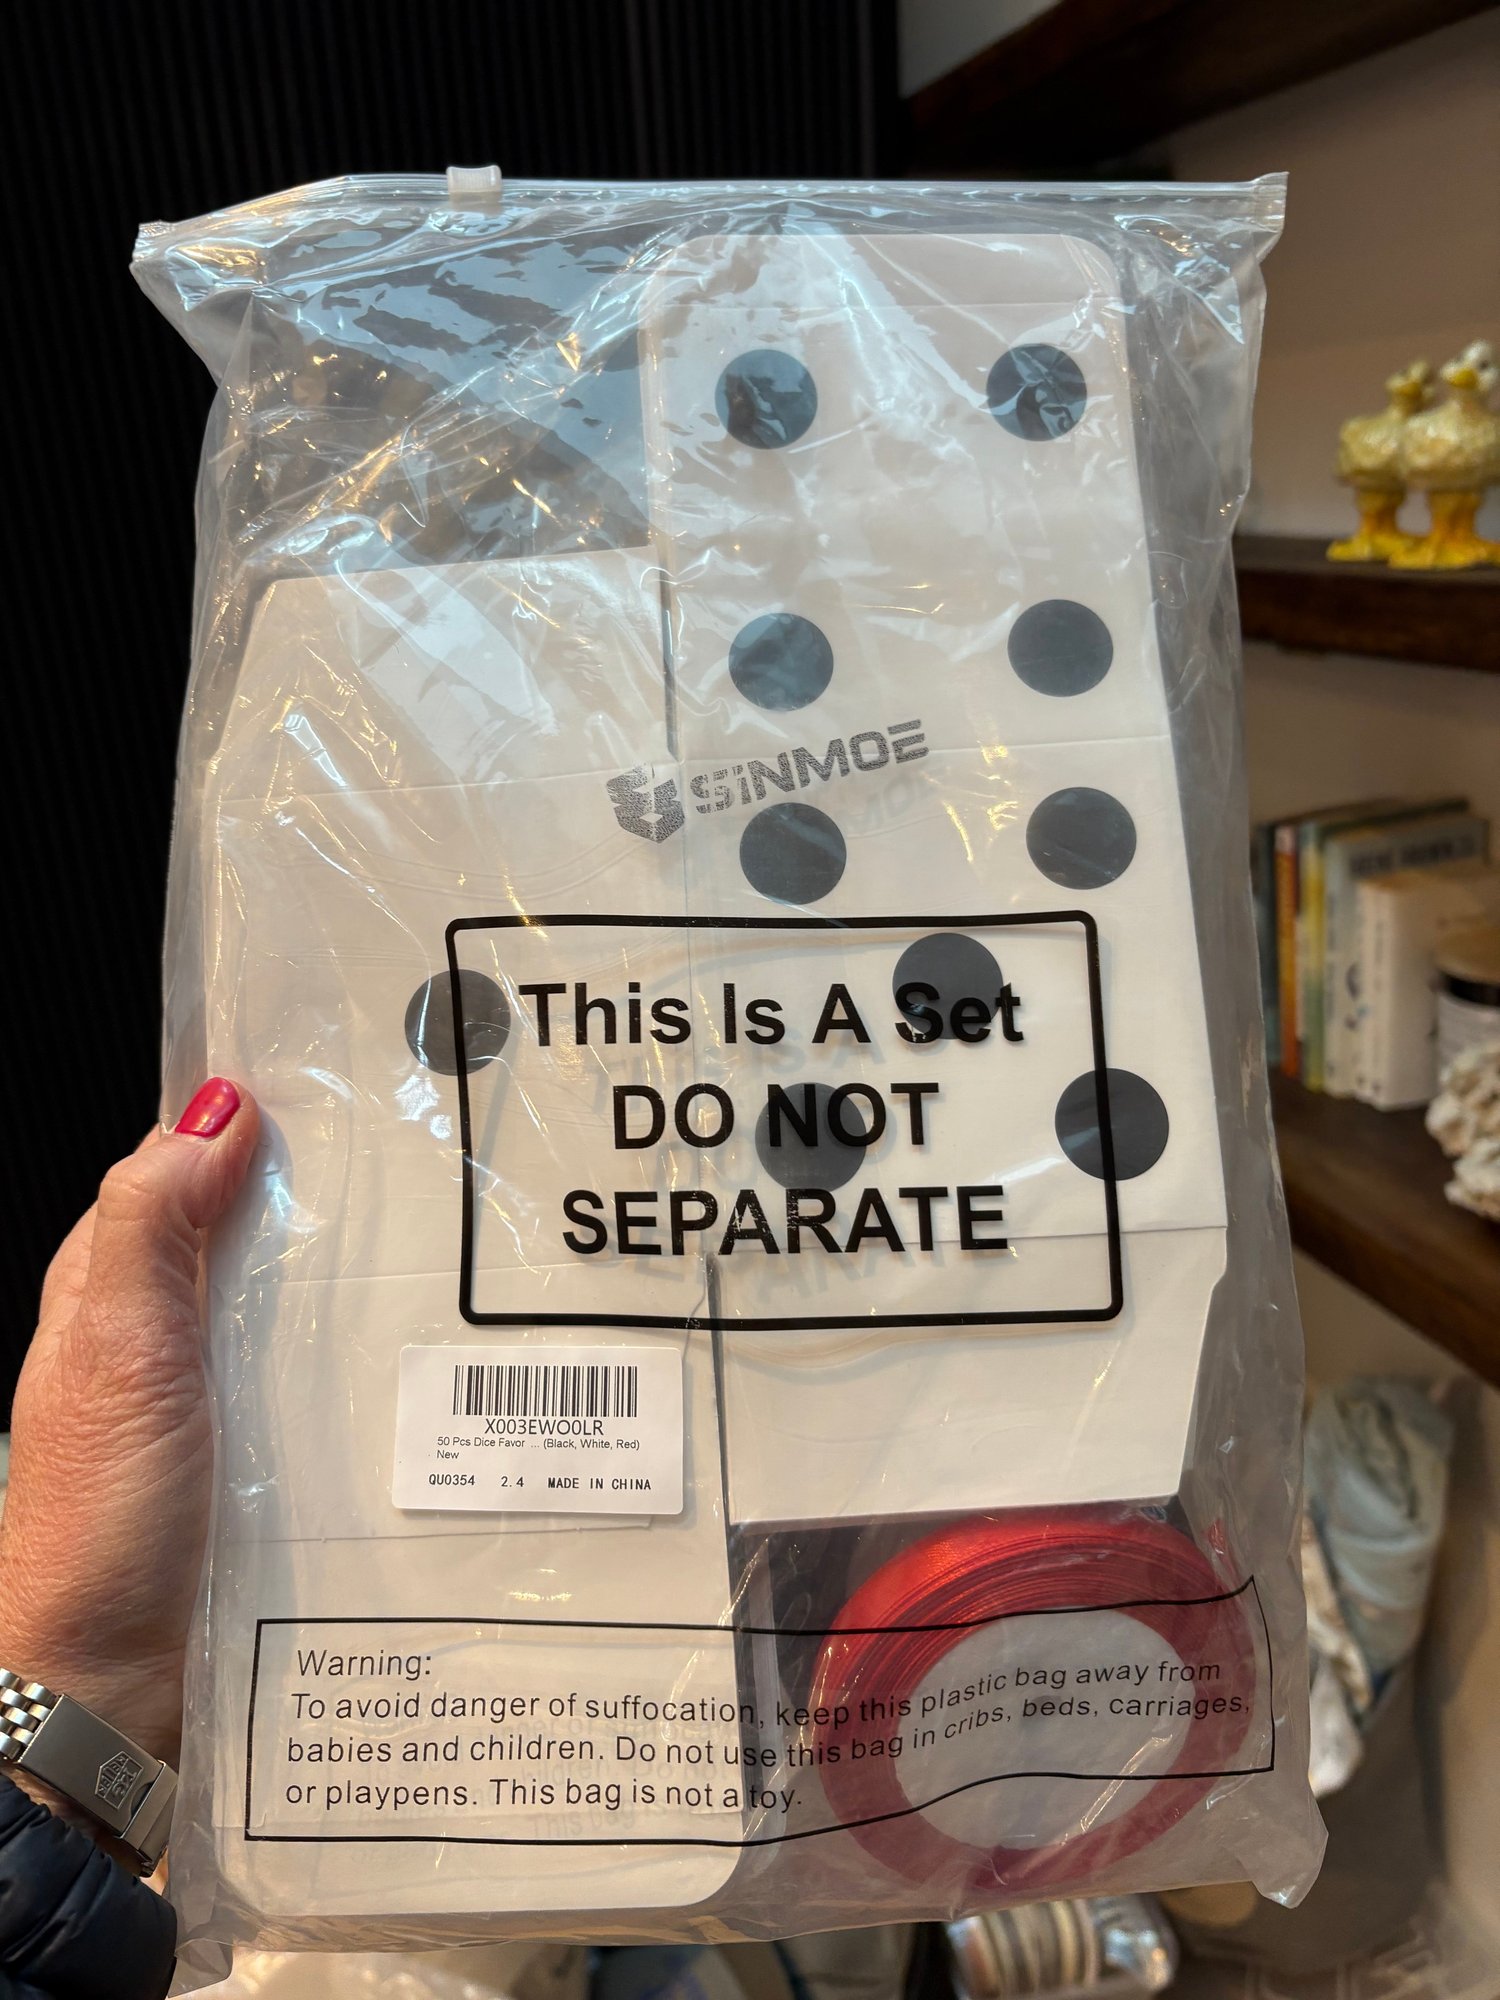 SINMOE
This Is A Set
DO NOT
SEPARATE
X003EWO0LR
50 Pcs Dice Favor ... (Black, White, Red)
New
QU0354 2.4 MADE IN CHINA
Warning:
To avoid danger of suffocation, keep this plastic bag away from
babies and children. Do not use this bag in cribs, beds, carriages,
or playpens. This bag is not a toy.